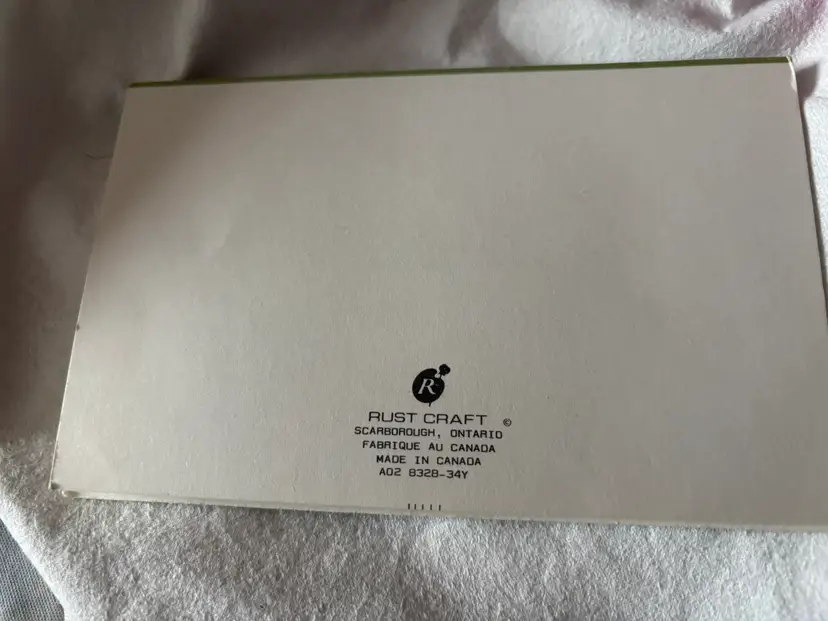 R
RUST CRAFT ©
SCARBOROUGH, ONTARIO
FABRIQUE AU CANADA
MADE IN CANADA
A02 8328-34Y